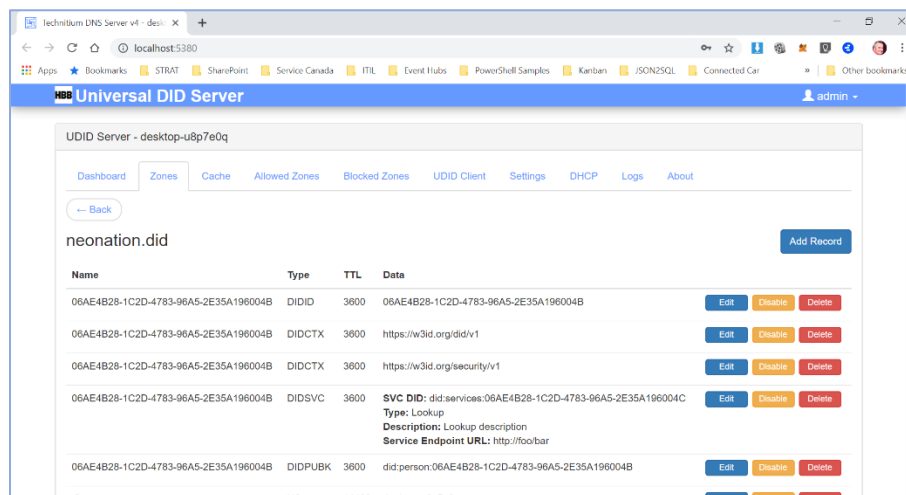 Technitium DNS Server v4 - deskt
localhost:5380
Apps Bookmarks STRAT SharePoint Service Canada ITIL Event Hubs PowerShell Samples Kanban JSON2SQL Connected Car » Other bookmarks
HBB Universal DID Server admin
UDID Server - desktop-u8p7e0q
Dashboard Zones Cache Allowed Zones Blocked Zones UDID Client Settings DHCP Logs About
← Back
neonation.did Add Record
Name Type TTL Data
06AE4B28-1C2D-4783-96A5-2E35A196004B DIDID 3600 06AE4B28-1C2D-4783-96A5-2E35A196004B Edit Disable Delete
06AE4B28-1C2D-4783-96A5-2E35A196004B DIDCTX 3600 https://w3id.org/did/v1 Edit Disable Delete
06AE4B28-1C2D-4783-96A5-2E35A196004B DIDCTX 3600 https://w3id.org/security/v1 Edit Disable Delete
06AE4B28-1C2D-4783-96A5-2E35A196004B DIDSVC 3600 SVC DID: did:services:06AE4B28-1C2D-4783-96A5-2E35A196004C Edit Disable Delete
Type: Lookup
Description: Lookup description
Service Endpoint URL: http://foo/bar
06AE4B28-1C2D-4783-96A5-2E35A196004B DIDPUBK 3600 did:person:06AE4B28-1C2D-4783-96A5-2E35A196004B Edit Disable Delete